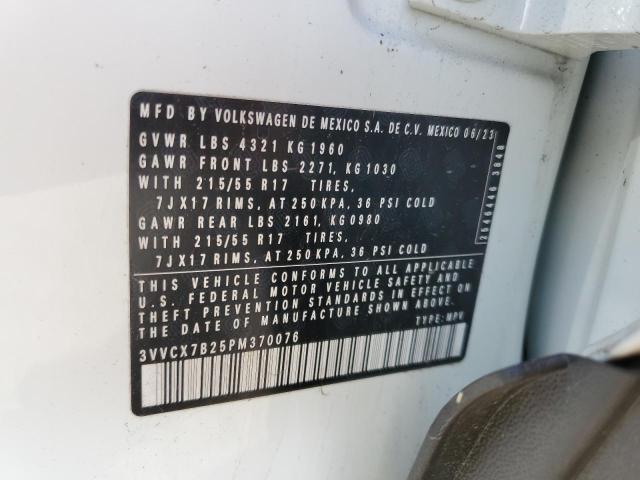 MFD BY VOLKSWAGEN DE MEXICO S.A. DE C.V. MEXICO 06/23
GVWR LBS 4321 KG 1960
GAWR FRONT LBS 2271, KG 1030
WITH 215/55 R17 TIRES,
7JX17 RIMS, AT 250 KPA, 36 PSI COLD
GAWR REAR LBS 2161, KG 0980
WITH 215/55 R17 TIRES,
7JX17 RIMS, AT 250 KPA, 36 PSI COLD
THIS VEHICLE CONFORMS TO ALL APPLICABLE
U.S. FEDERAL MOTOR VEHICLE SAFETY AND
THEFT PREVENTION STANDARDS IN EFFECT ON
THE DATE OF MANUFACTURE SHOWN ABOVE.
3VVCX7B25PM370076 TYPE: MPV
2546446 3848